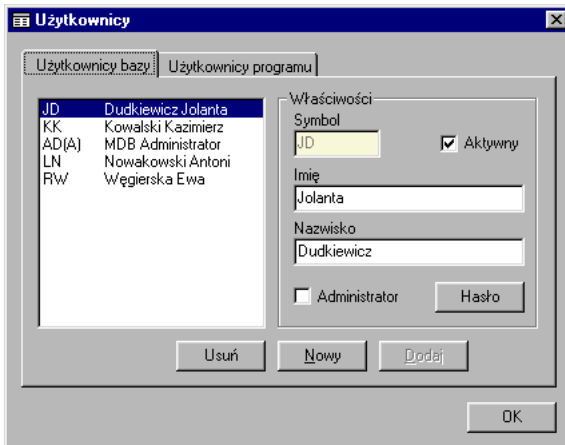 Użytkownicy
Użytkownicy bazy Użytkownicy programu
JD Dudkiewicz Jolanta
KK Kowalski Kazimierz
AD(A) MDB Administrator
LN Nowakowski Antoni
RW Węgierska Ewa
Właściwości
Symbol
JD
Aktywny
Imię
Jolanta
Nazwisko
Dudkiewicz
Administrator
Hasło
Usuń Nowy Dodaj
OK